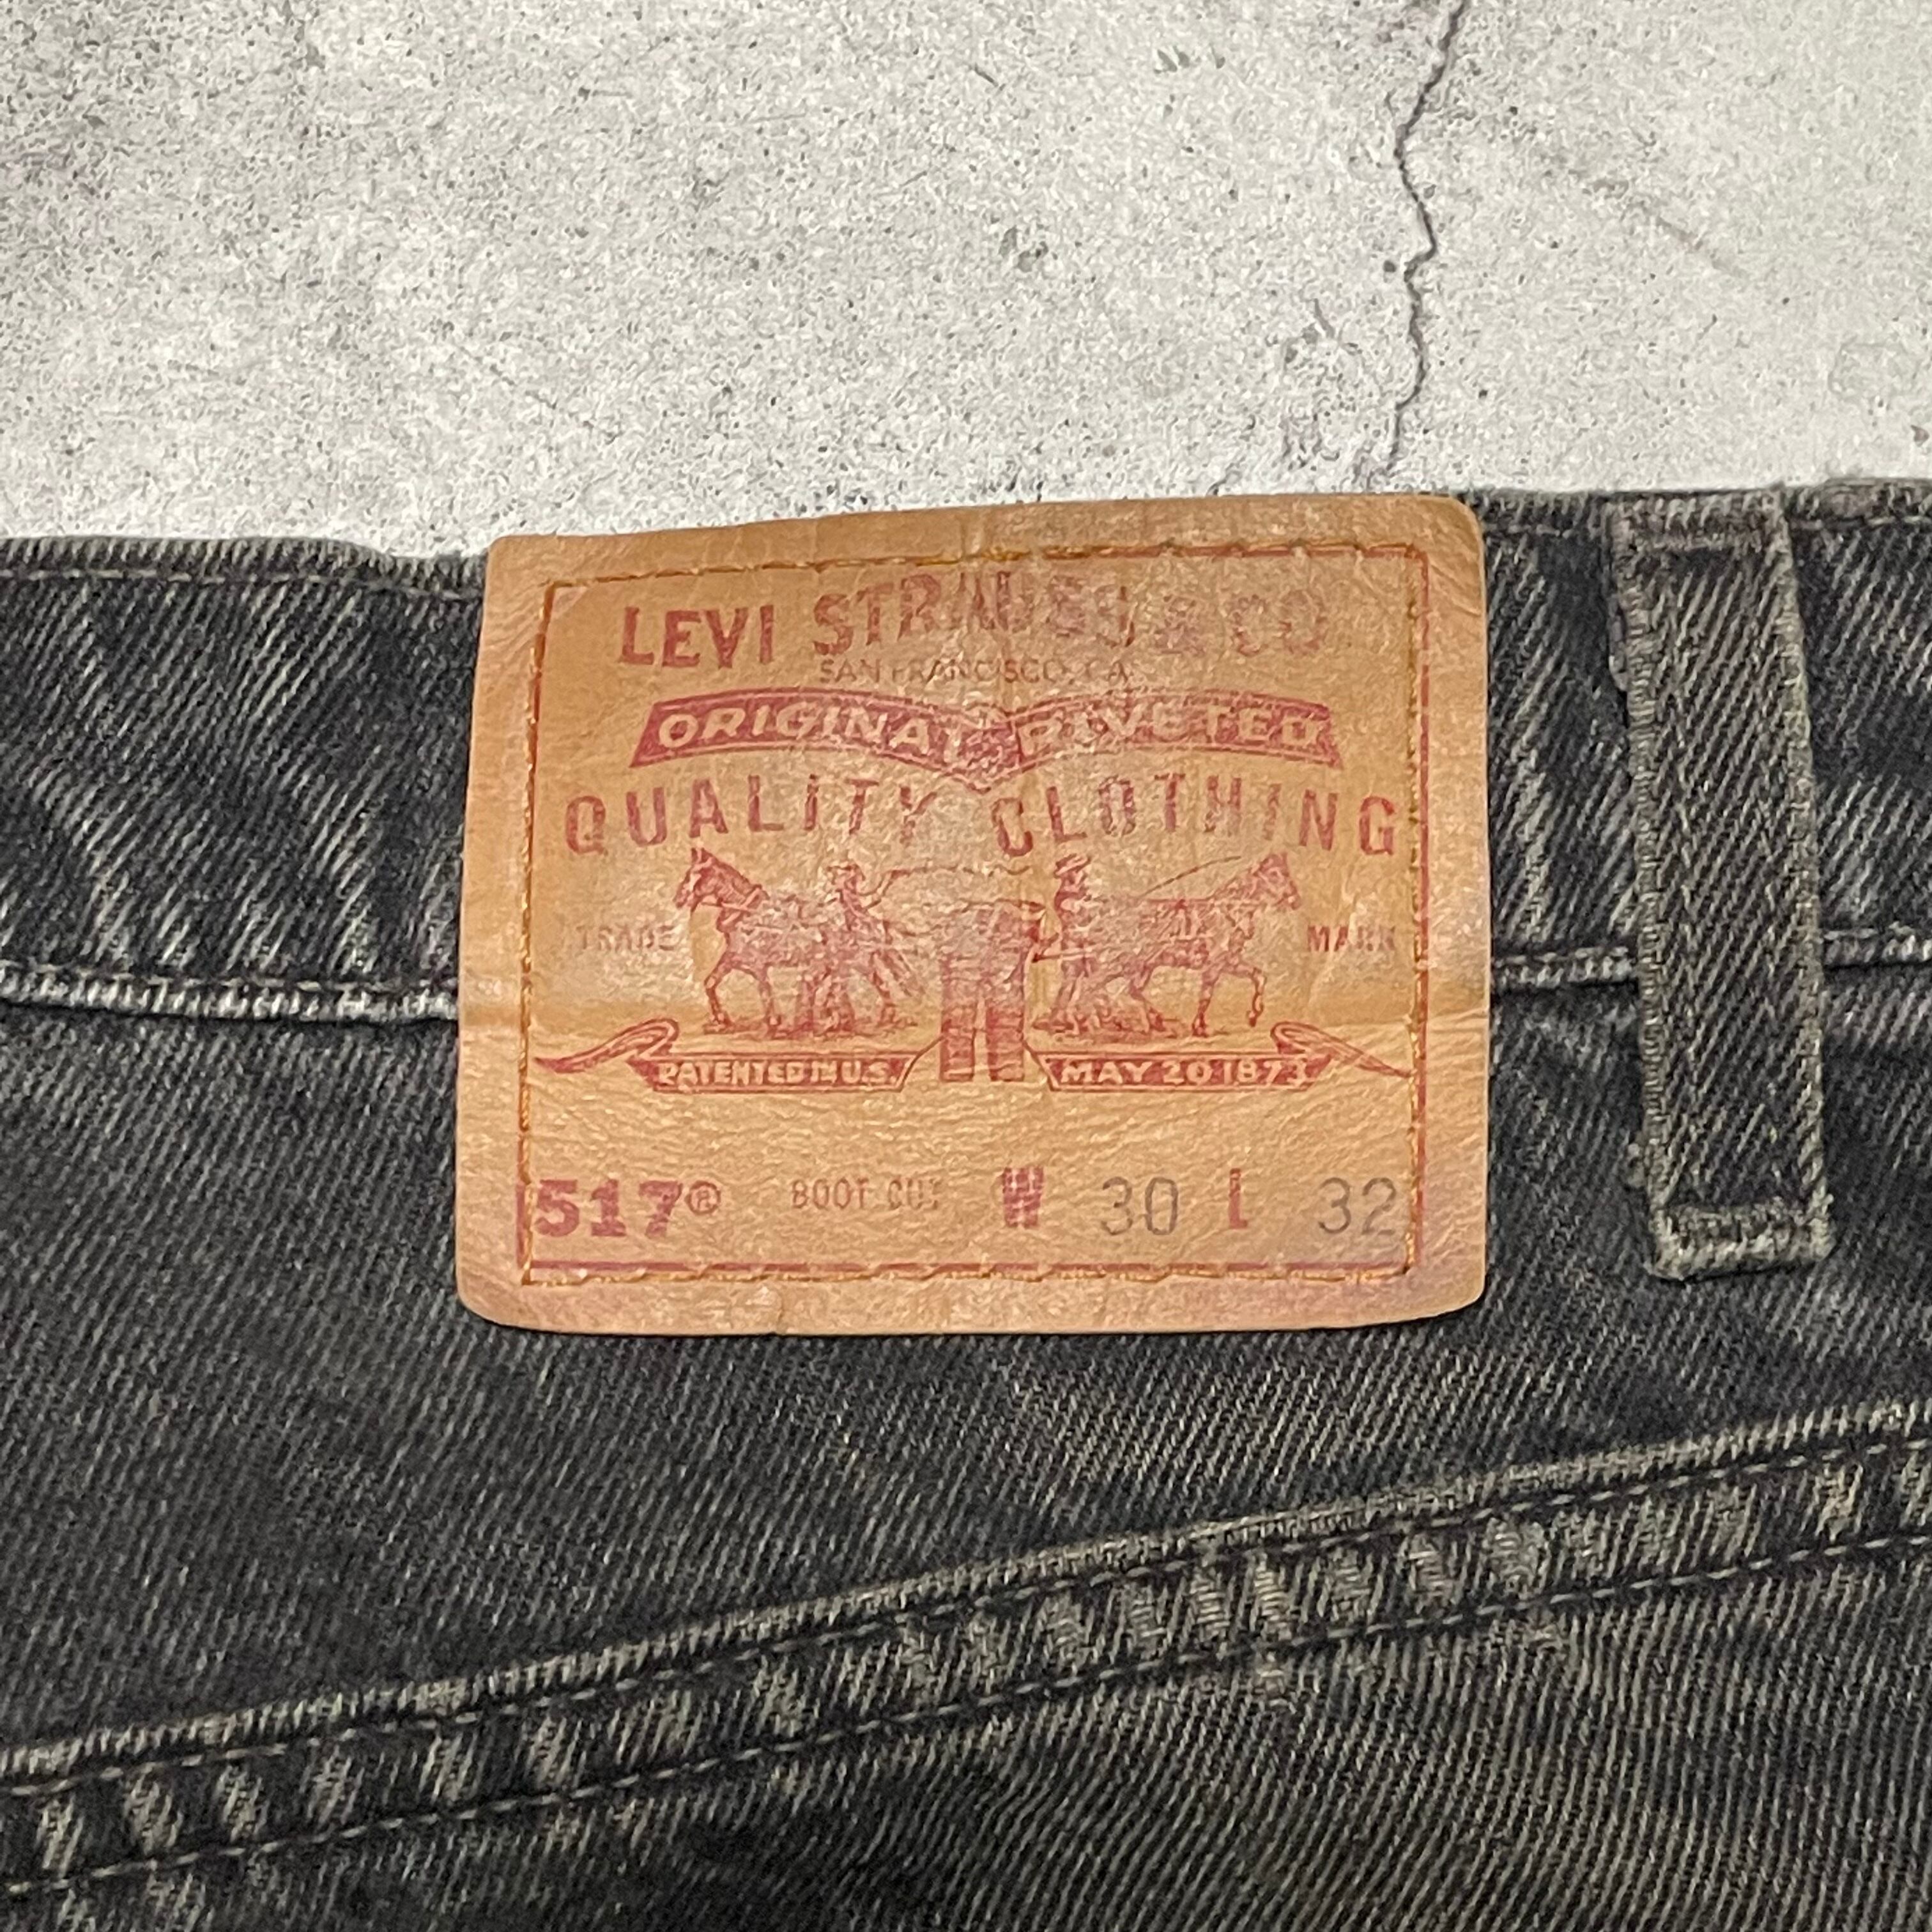 LEVI STRAUSS & CO
SAN FRANCISCO, CA
ORIGINAL RIVETED
QUALITY CLOTHING
TRADE MARK
PATENTED IN U.S. MAY 20 1873
517® BOOT CUT W 30 L 32